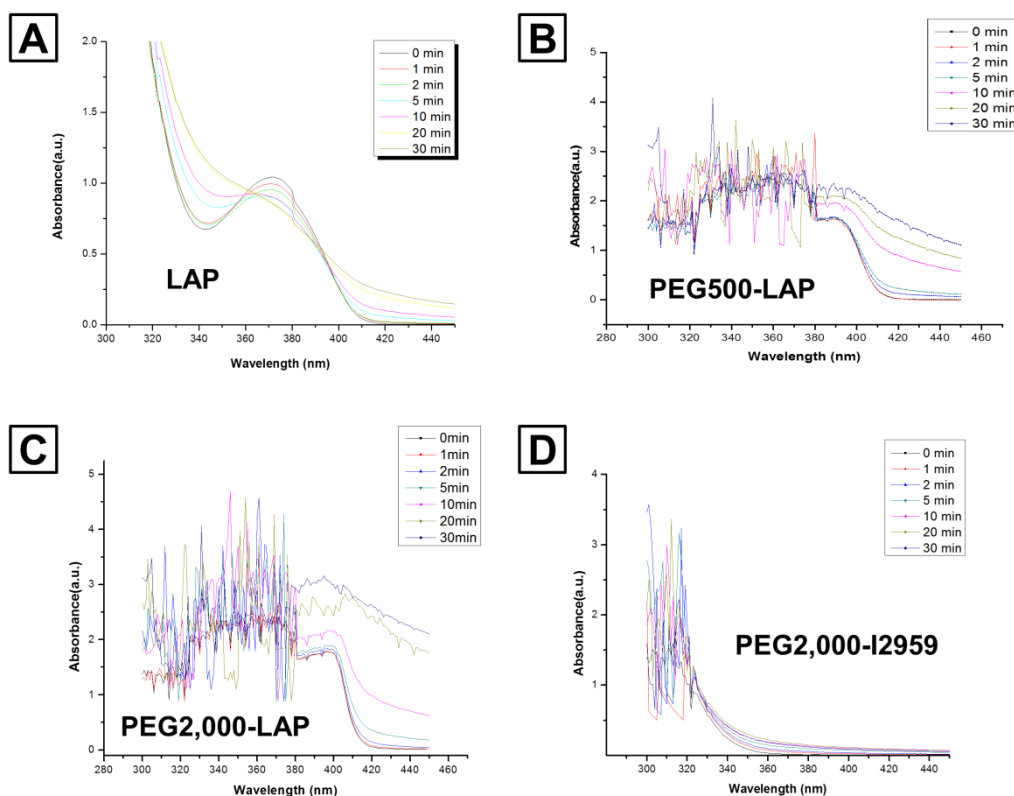 A
2.0
1.5
1.0
0.5
0.0
Absorbance(a.u.)
300 320 340 360 380 400 420 440
Wavelength (nm)
LAP
0 min
1 min
2 min
5 min
10 min
20 min
30 min
B
5
4
3
2
1
0
Absorbance(a.u.)
280 300 320 340 360 380 400 420 440 460
Wavelength (nm)
PEG500-LAP
0 min
1 min
2 min
5 min
10 min
20 min
30 min
C
5
4
3
2
1
0
Absorbance(a.u.)
280 300 320 340 360 380 400 420 440 460
Wavelength (nm)
PEG2,000-LAP
0min
1min
2min
5min
10min
20min
30min
D
4
3
2
1
0
Absorbance(a.u.)
300 320 340 360 380 400 420 440
Wavelength (nm)
PEG2,000-I2959
0 min
1 min
2 min
5 min
10 min
20 min
30 min